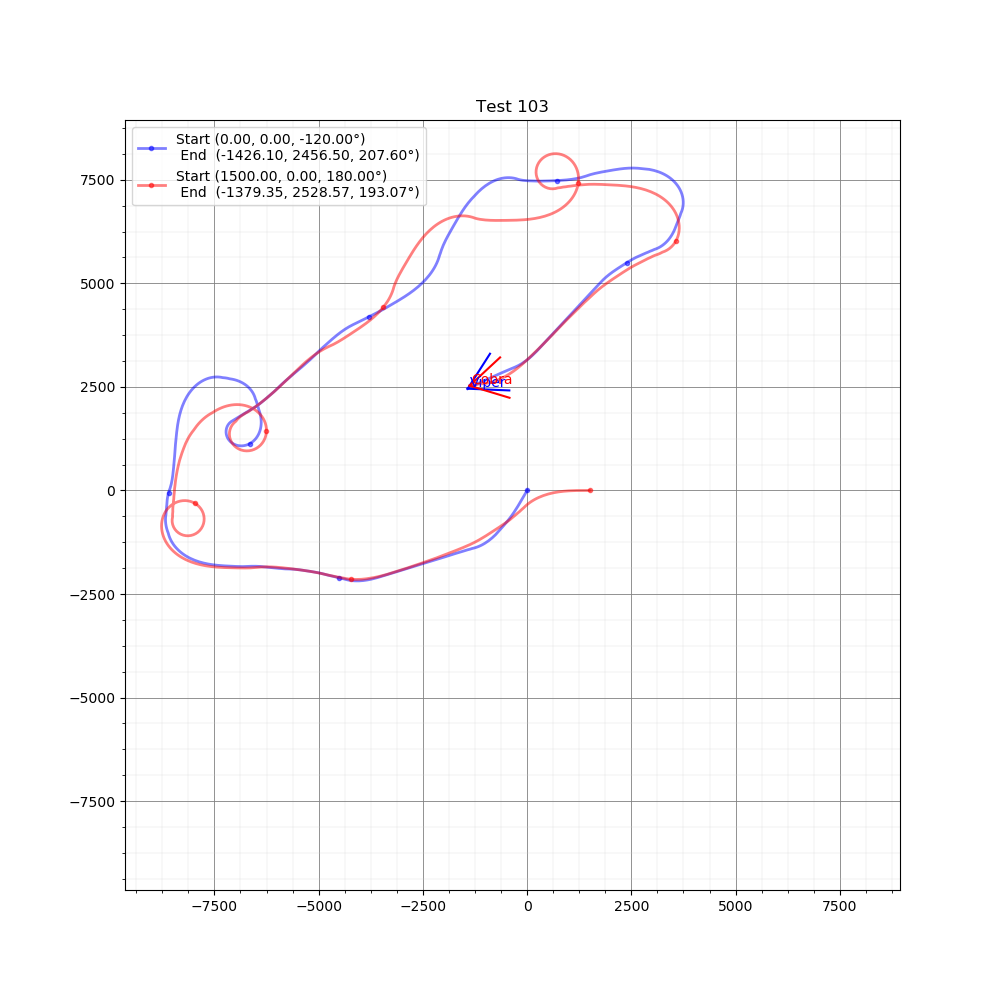 Test 103
Start (0.00, 0.00, -120.00°)
End (-1426.10, 2456.50, 207.60°)
Start (1500.00, 0.00, 180.00°)
End (-1379.35, 2528.57, 193.07°)
7500
5000
2500
0
−2500
−5000
−7500
Cobra
Viper
−7500 −5000 −2500 0 2500 5000 7500